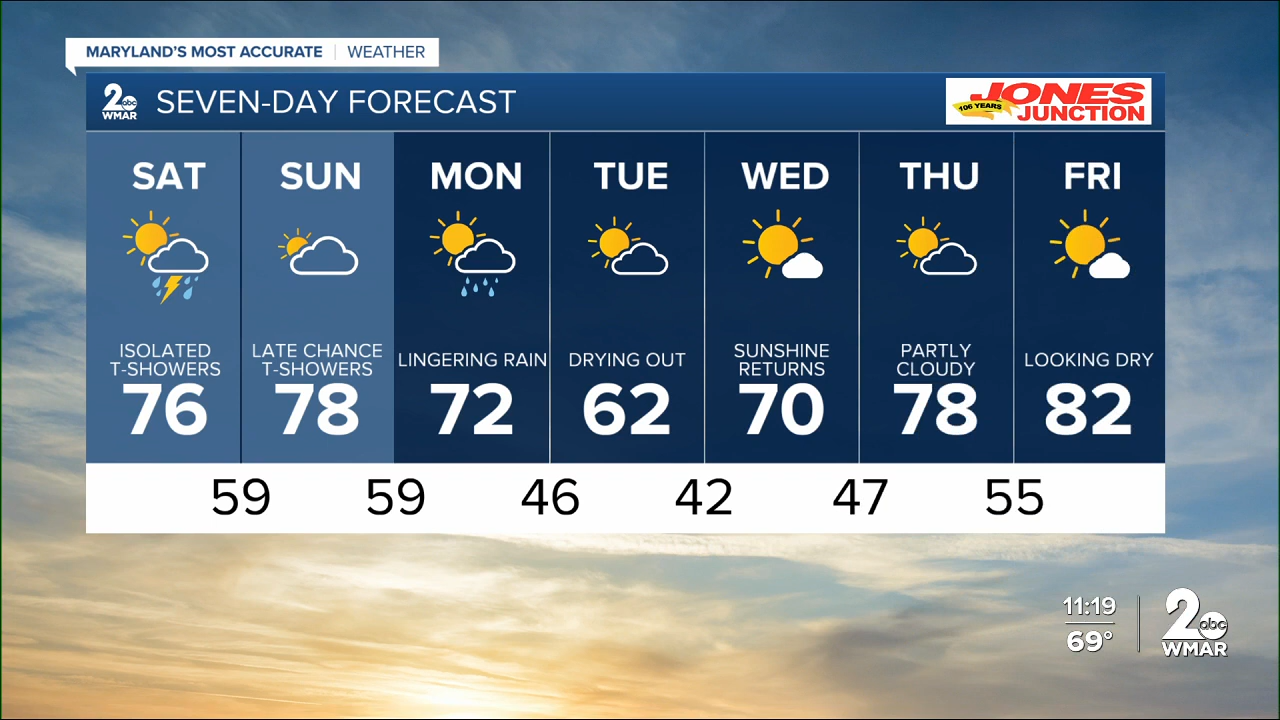 MARYLAND'S MOST ACCURATE | WEATHER
2 abc WMAR
SEVEN-DAY FORECAST
106 YEARS
JONES
JUNCTION
SAT SUN MON TUE WED THU FRI
ISOLATED
T-SHOWERS
LATE CHANCE
T-SHOWERS
LINGERING RAIN
DRYING OUT
SUNSHINE
RETURNS
PARTLY
CLOUDY
LOOKING DRY
76 78 72 62 70 78 82
59 59 46 42 47 55
11:19
69°
2 abc
WMAR